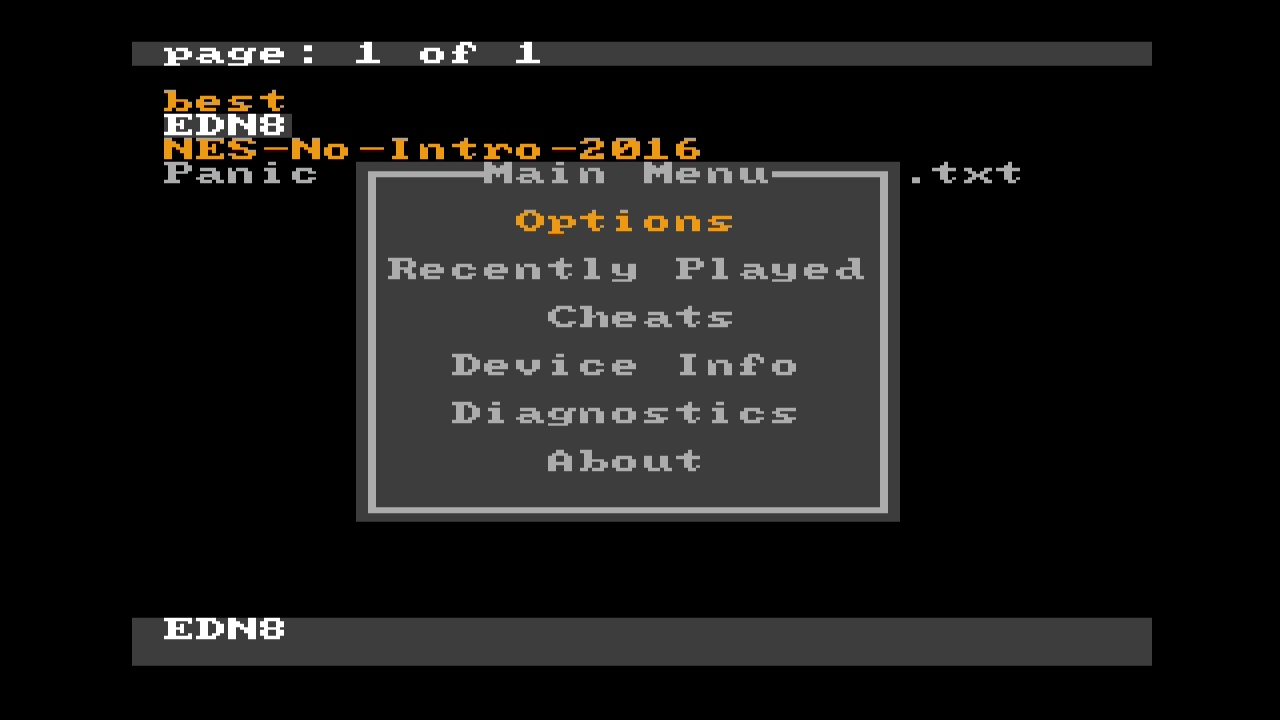 page: 1 of 1
best
EDN8
NES-No-Intro-2016
Panic .txt
Main Menu
Options
Recently Played
Cheats
Device Info
Diagnostics
About
EDN8